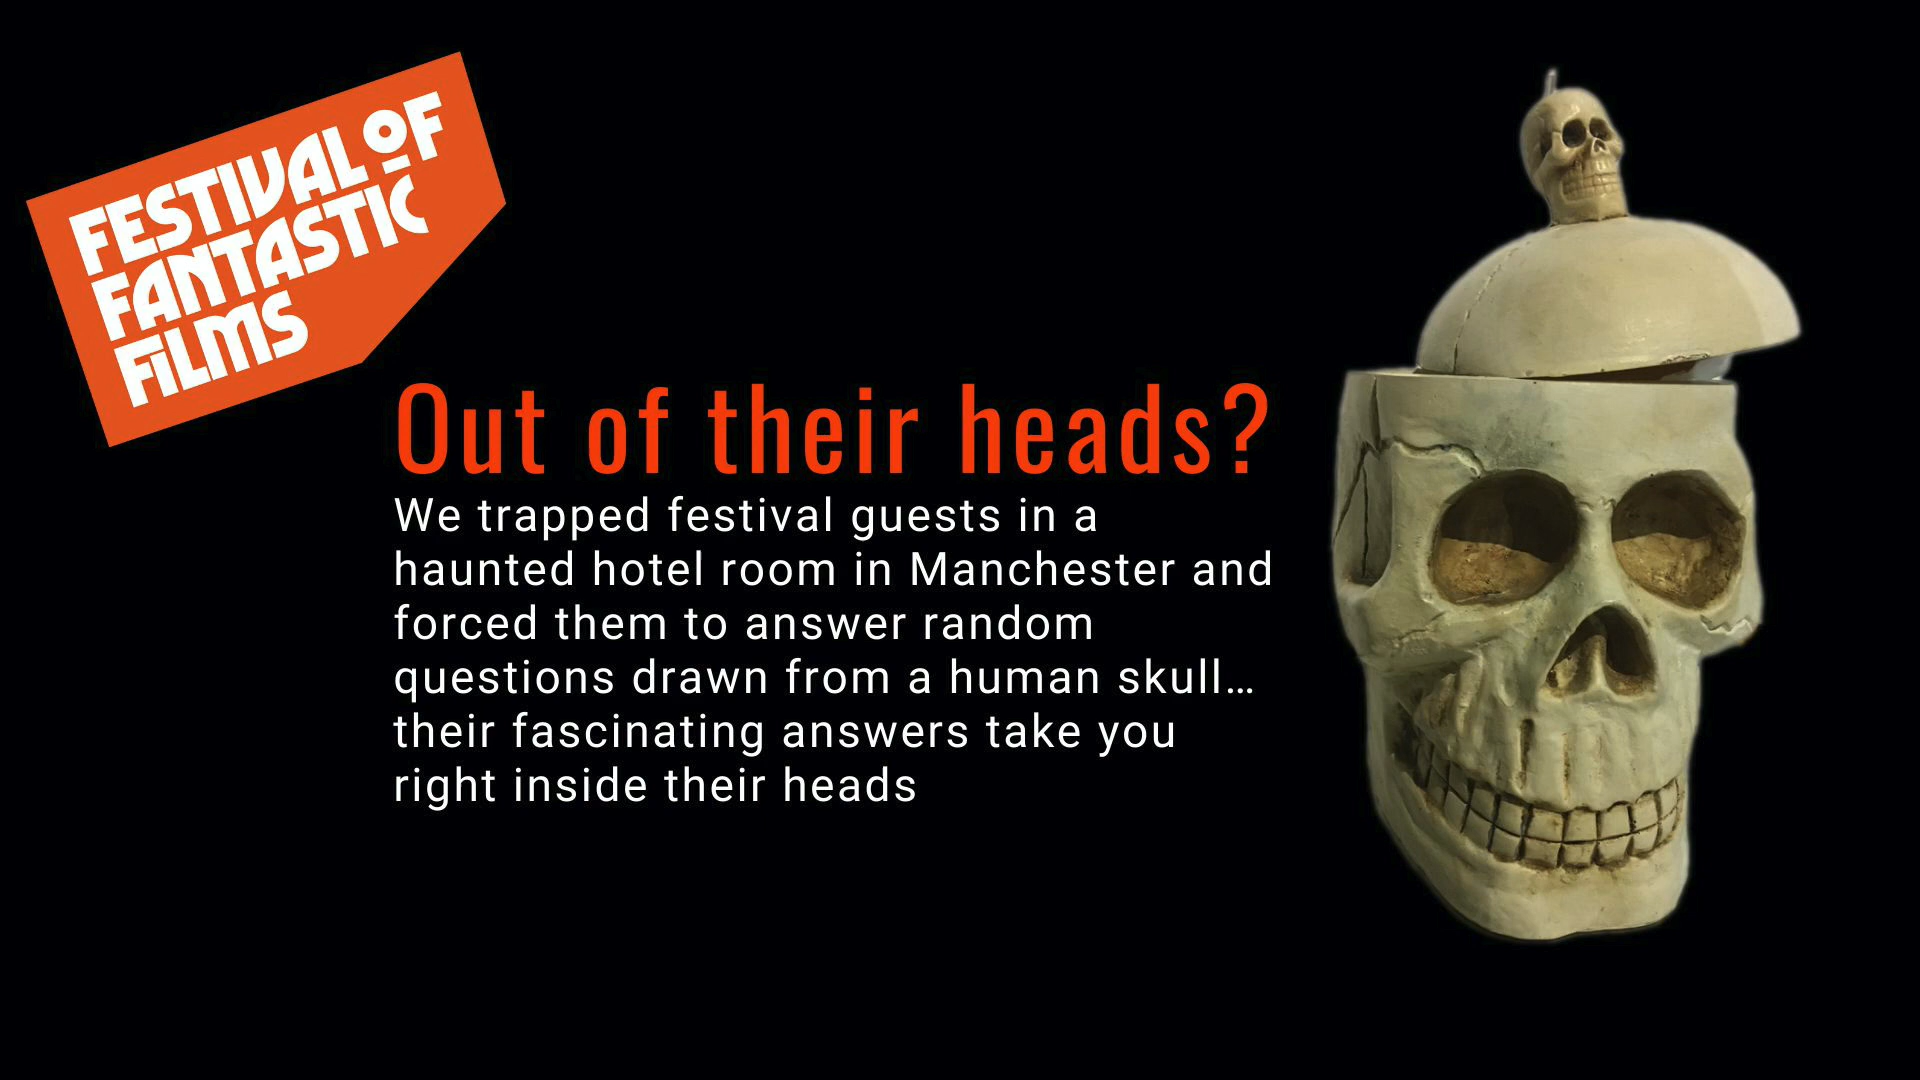 FESTIVAL OF
FANTASTIC
FILMS
Out of their heads?
We trapped festival guests in a
haunted hotel room in Manchester and
forced them to answer random
questions drawn from a human skull…
their fascinating answers take you
right inside their heads